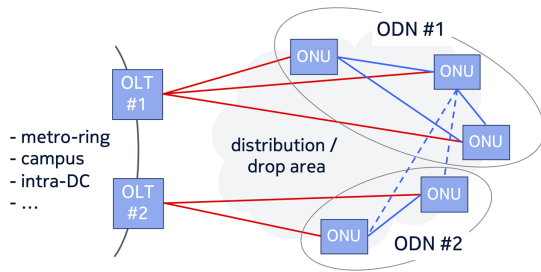 ODN #1
ONU
ONU
OLT
#1
ONU
- metro-ring
- campus
- intra-DC
- ...
distribution /
drop area
OLT
#2
ONU
ONU
ODN #2